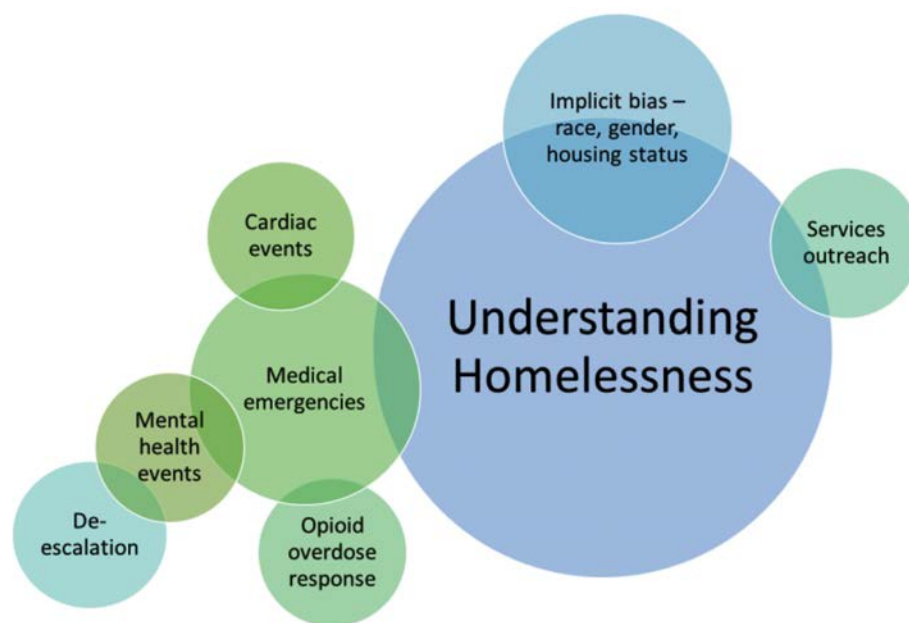 Implicit bias –
race, gender,
housing status
Services
outreach
Cardiac
events
Understanding
Homelessness
Medical
emergencies
Mental
health
events
De-
escalation
Opioid
overdose
response